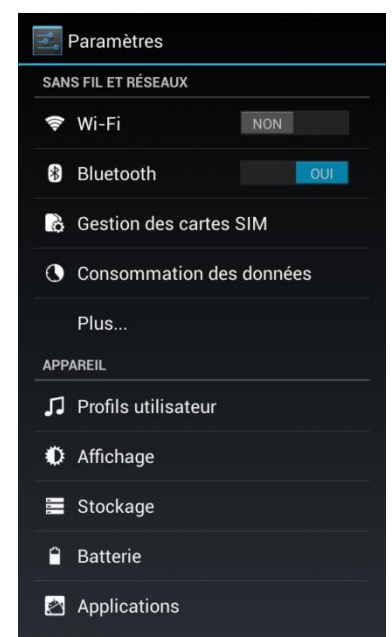 Paramètres
SANS FIL ET RÉSEAUX
Wi-Fi NON
Bluetooth OUI
Gestion des cartes SIM
Consommation des données
Plus...
APPAREIL
Profils utilisateur
Affichage
Stockage
Batterie
Applications